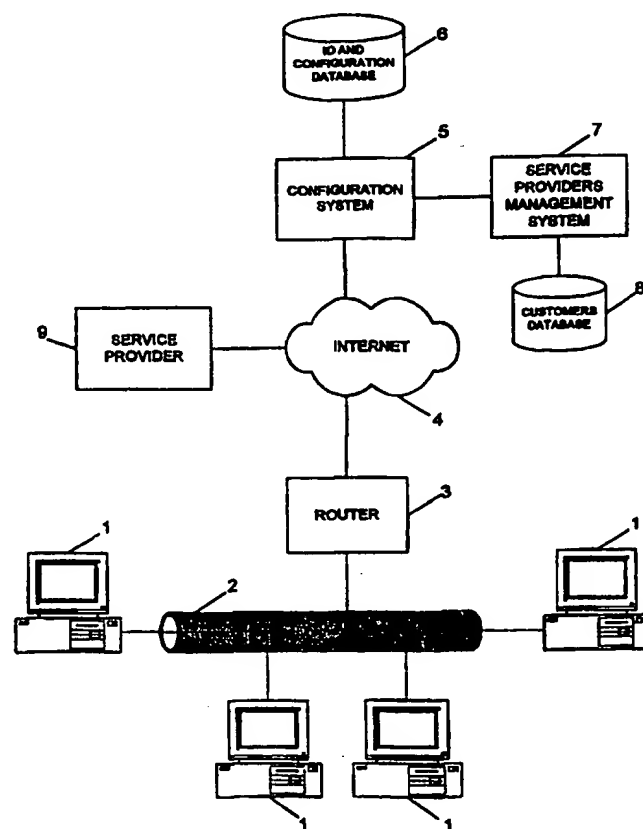 6
IO AND
CONFIGURATION
DATABASE
5
7
CONFIGURATION
SYSTEM
SERVICE
PROVIDERS
MANAGEMENT
SYSTEM
8
CUSTOMERS
DATABASE
9
SERVICE
PROVIDER
INTERNET
4
ROUTER
3
1
2
1
1
1